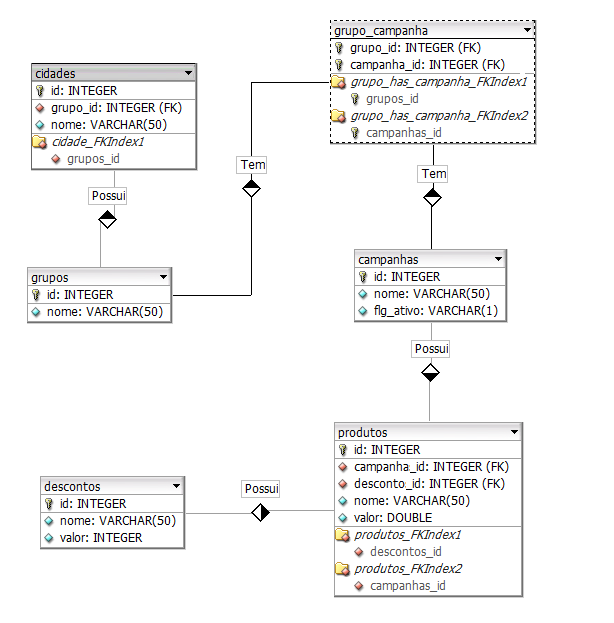 grupo_campanha
grupo_id: INTEGER (FK)
campanha_id: INTEGER (FK)
grupo_has_campanha_FKIndex1
grupos_id
grupo_has_campanha_FKIndex2
campanhas_id
cidades
id: INTEGER
grupo_id: INTEGER (FK)
nome: VARCHAR(50)
cidade_FKIndex1
grupos_id
Tem
Tem
Possui
grupos
id: INTEGER
nome: VARCHAR(50)
campanhas
id: INTEGER
nome: VARCHAR(50)
flg_ativo: VARCHAR(1)
Possui
produtos
id: INTEGER
campanha_id: INTEGER (FK)
desconto_id: INTEGER (FK)
nome: VARCHAR(50)
valor: DOUBLE
produtos_FKIndex1
descontos_id
produtos_FKIndex2
campanhas_id
descontos
id: INTEGER
nome: VARCHAR(50)
valor: INTEGER
Possui